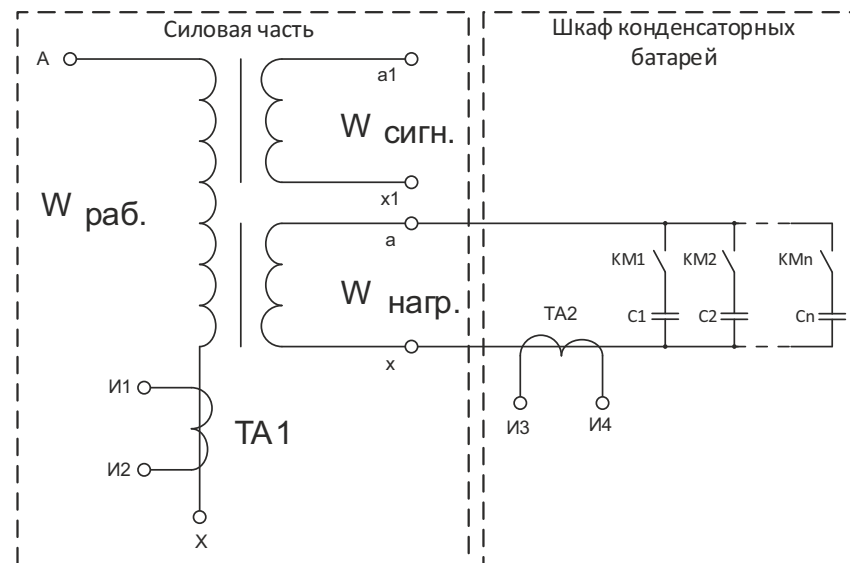 Силовая часть
Шкаф конденсаторных
батарей
A
a1
W сигн.
x1
W раб.
a
W нагр.
x
KM1
KM2
KMn
C1
C2
Cn
TA2
И1
И2
TA1
И3
И4
X